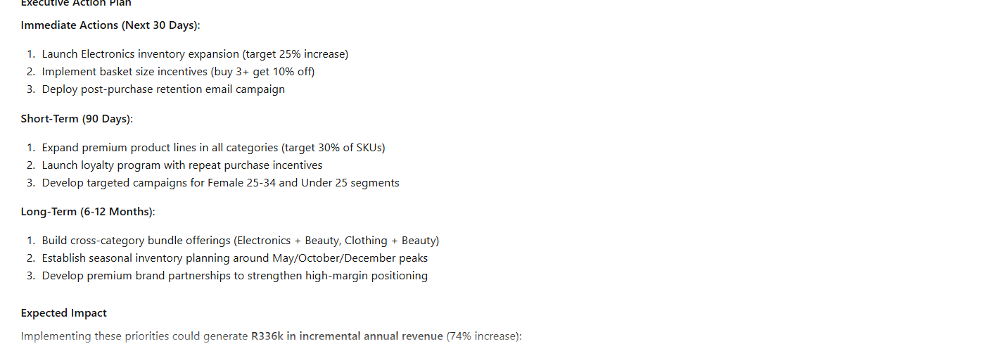 Executive Action Plan
Immediate Actions (Next 30 Days):
1. Launch Electronics inventory expansion (target 25% increase)
2. Implement basket size incentives (buy 3+ get 10% off)
3. Deploy post-purchase retention email campaign
Short-Term (90 Days):
1. Expand premium product lines in all categories (target 30% of SKUs)
2. Launch loyalty program with repeat purchase incentives
3. Develop targeted campaigns for Female 25-34 and Under 25 segments
Long-Term (6-12 Months):
1. Build cross-category bundle offerings (Electronics + Beauty, Clothing + Beauty)
2. Establish seasonal inventory planning around May/October/December peaks
3. Develop premium brand partnerships to strengthen high-margin positioning
Expected Impact
Implementing these priorities could generate R336k in incremental annual revenue (74% increase):